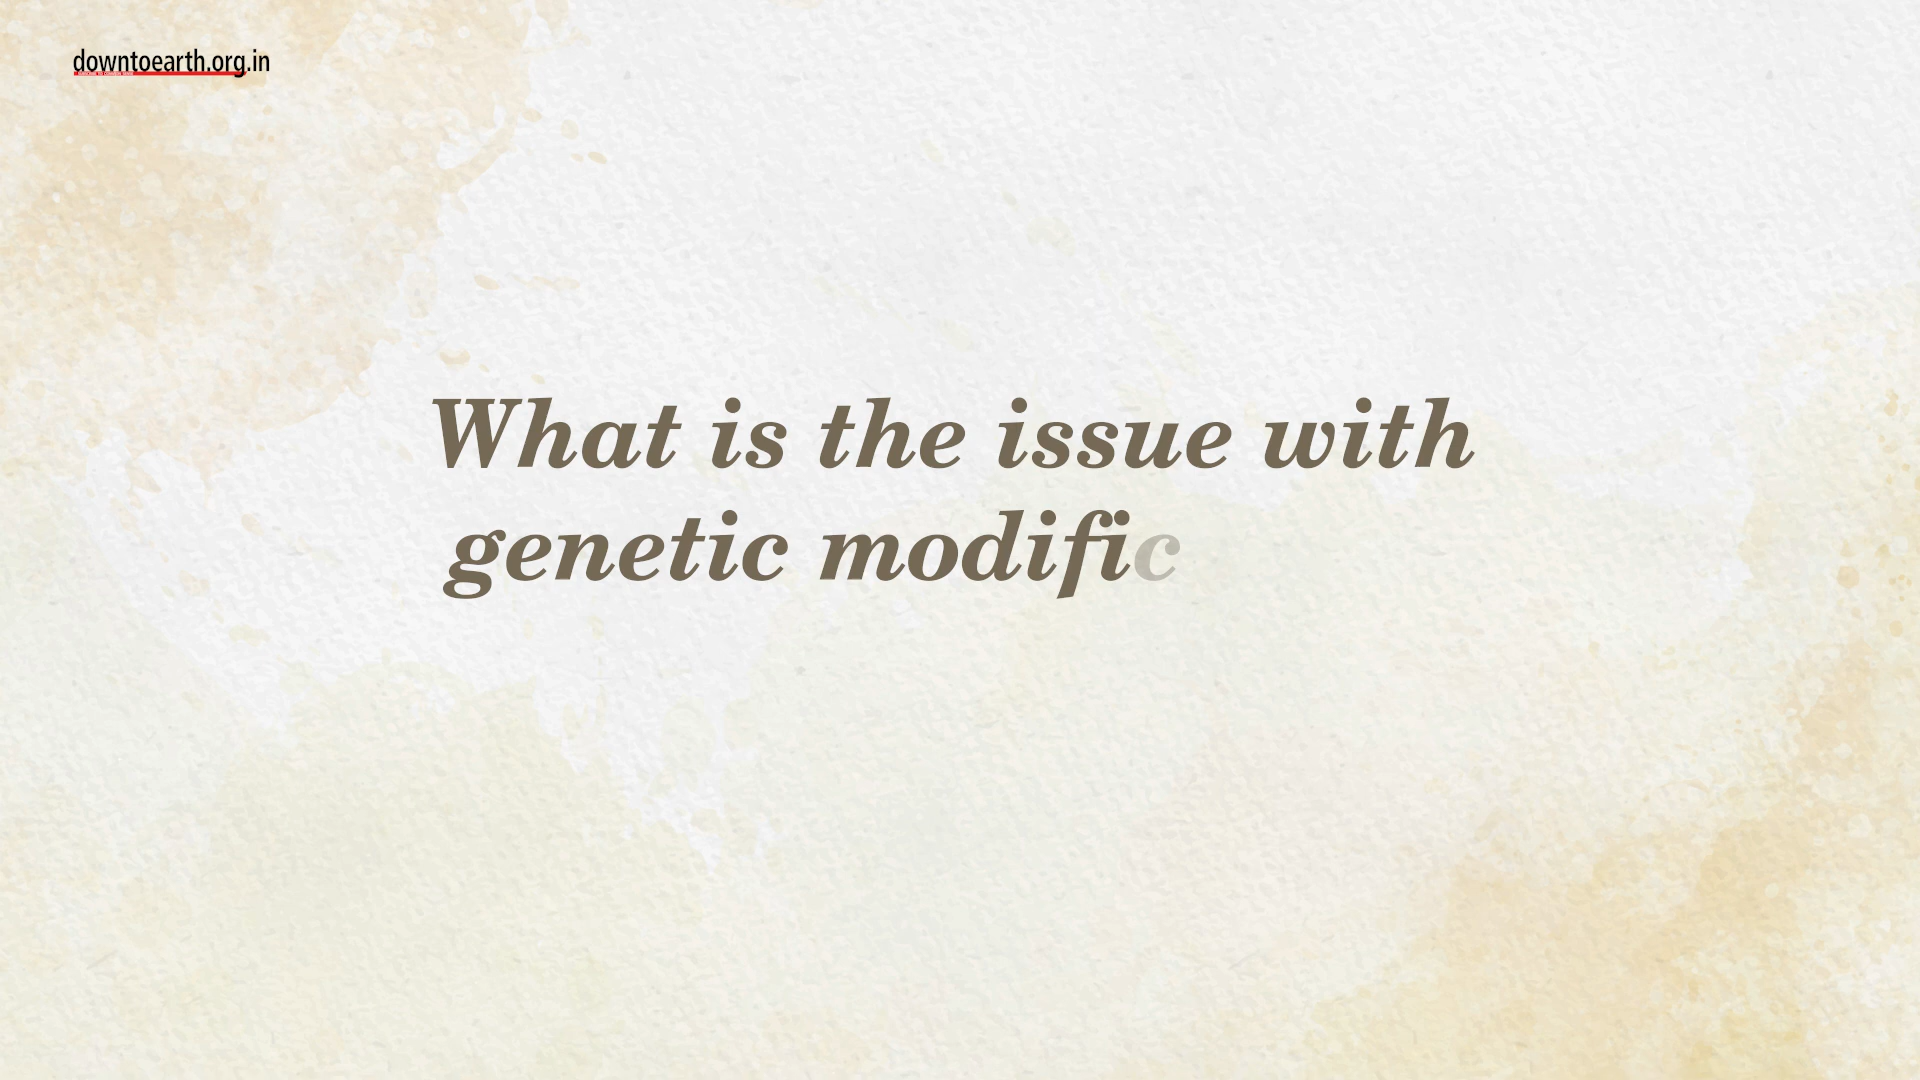 downtoearth.org.in
What is the issue with
genetic modific